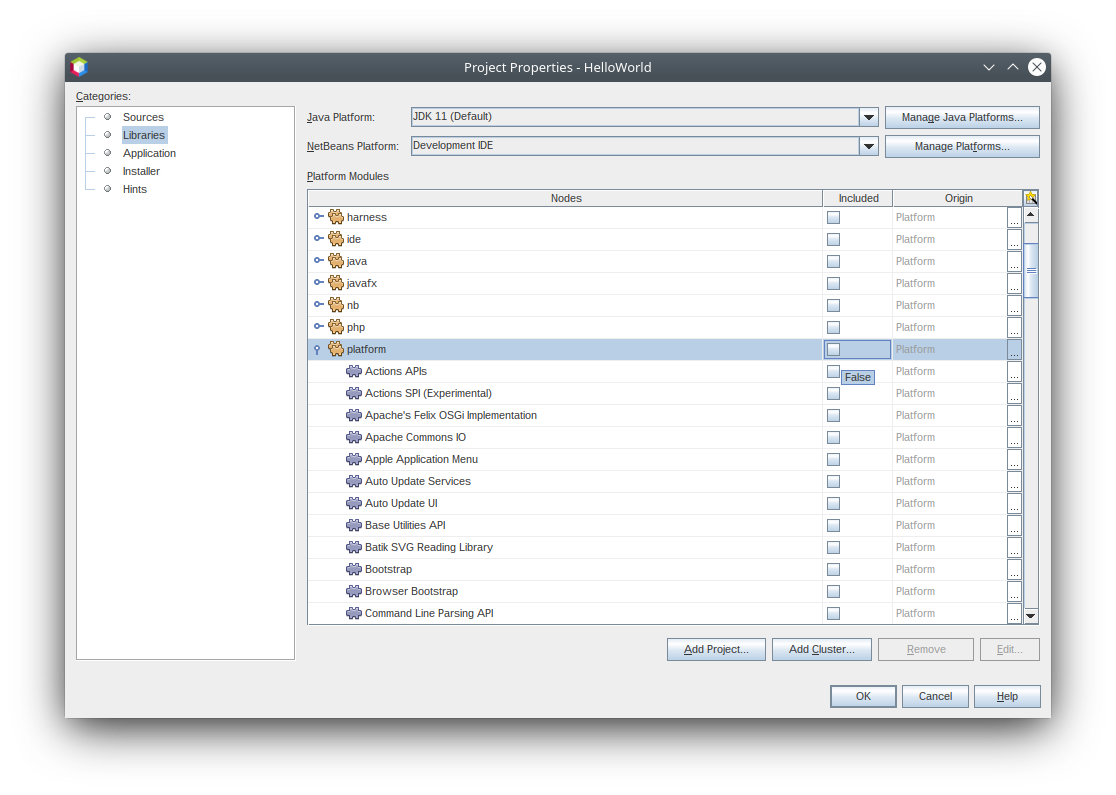 Project Properties - HelloWorld
Categories:
Sources
Libraries
Application
Installer
Hints
Java Platform: JDK 11 (Default) Manage Java Platforms...
NetBeans Platform: Development IDE Manage Platforms...
Platform Modules
Nodes Included Origin
harness Platform ...
ide Platform ...
java Platform ...
javafx Platform ...
nb Platform ...
php Platform ...
platform Platform ...
Actions APIs Platform ...
False
Actions SPI (Experimental) Platform ...
Apache's Felix OSGi Implementation Platform ...
Apache Commons IO Platform ...
Apple Application Menu Platform ...
Auto Update Services Platform ...
Auto Update UI Platform ...
Base Utilities API Platform ...
Batik SVG Reading Library Platform ...
Bootstrap Platform ...
Browser Bootstrap Platform ...
Command Line Parsing API Platform ...
Add Project... Add Cluster... Remove Edit...
OK Cancel Help